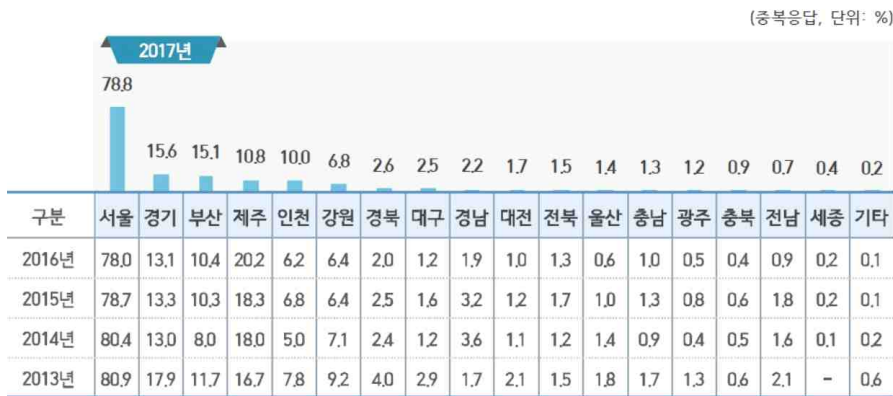 (중복응답, 단위: %)
2017년
78.8 15.6 15.1 10.8 10.0 6.8 2.6 2.5 2.2 1.7 1.5 1.4 1.3 1.2 0.9 0.7 0.4 0.2
구분 서울 경기 부산 제주 인천 강원 경북 대구 경남 대전 전북 울산 충남 광주 충북 전남 세종 기타
2016년 78.0 13.1 10.4 20.2 6.2 6.4 2.0 1.2 1.9 1.0 1.3 0.6 1.0 0.5 0.4 0.9 0.2 0.1
2015년 78.7 13.3 10.3 18.3 6.8 6.4 2.5 1.6 3.2 1.2 1.7 1.0 1.3 0.8 0.6 1.8 0.2 0.1
2014년 80.4 13.0 8.0 18.0 5.0 7.1 2.4 1.2 3.6 1.1 1.2 1.4 0.9 0.4 0.5 1.6 0.1 0.2
2013년 80.9 17.9 11.7 16.7 7.8 9.2 4.0 2.9 1.7 2.1 1.5 1.8 1.7 1.3 0.6 2.1 - 0.6